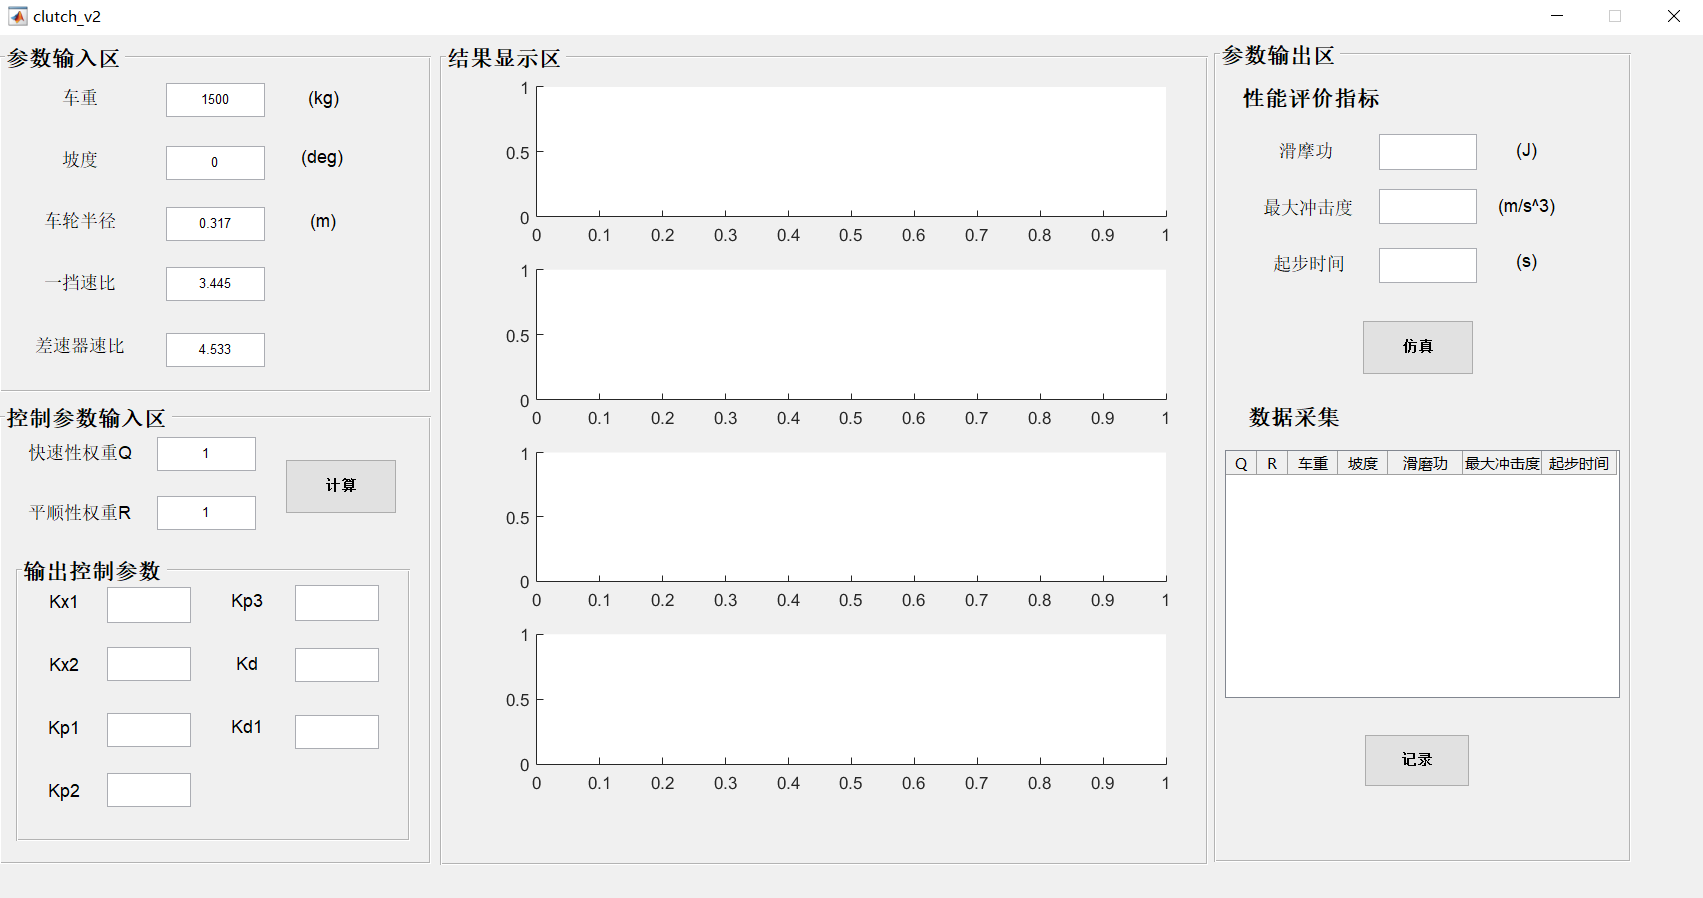 clutch_v2
参数输入区
车重 1500 (kg)
坡度 0 (deg)
车轮半径 0.317 (m)
一挡速比 3.445
差速器速比 4.533
控制参数输入区
快速性权重Q 1
平顺性权重R 1
计算
输出控制参数
Kx1 Kp3
Kx2 Kd
Kp1 Kd1
Kp2
结果显示区
1
0.5
0
0 0.1 0.2 0.3 0.4 0.5 0.6 0.7 0.8 0.9 1
1
0.5
0
0 0.1 0.2 0.3 0.4 0.5 0.6 0.7 0.8 0.9 1
1
0.5
0
0 0.1 0.2 0.3 0.4 0.5 0.6 0.7 0.8 0.9 1
1
0.5
0
0 0.1 0.2 0.3 0.4 0.5 0.6 0.7 0.8 0.9 1
参数输出区
性能评价指标
滑摩功 (J)
最大冲击度 (m/s^3)
起步时间 (s)
仿真
数据采集
Q R 车重 坡度 滑磨功 最大冲击度 起步时间
记录